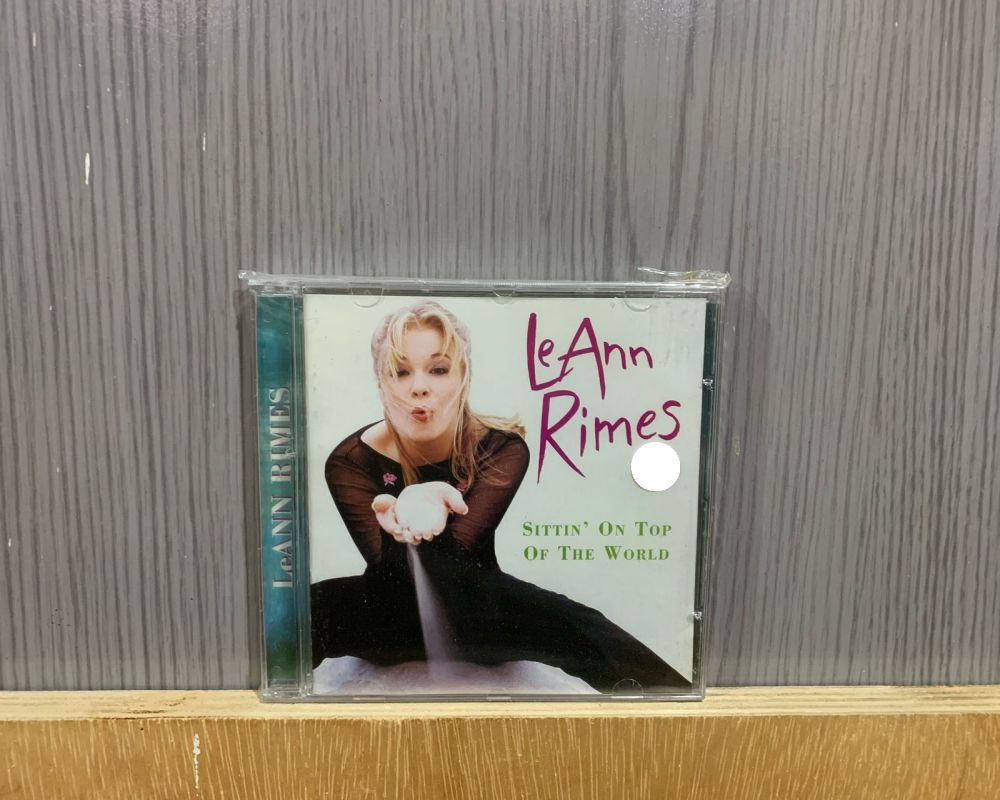 LeANN RIMES
LeAnn
Rimes
SITTIN' ON TOP
OF THE WORLD